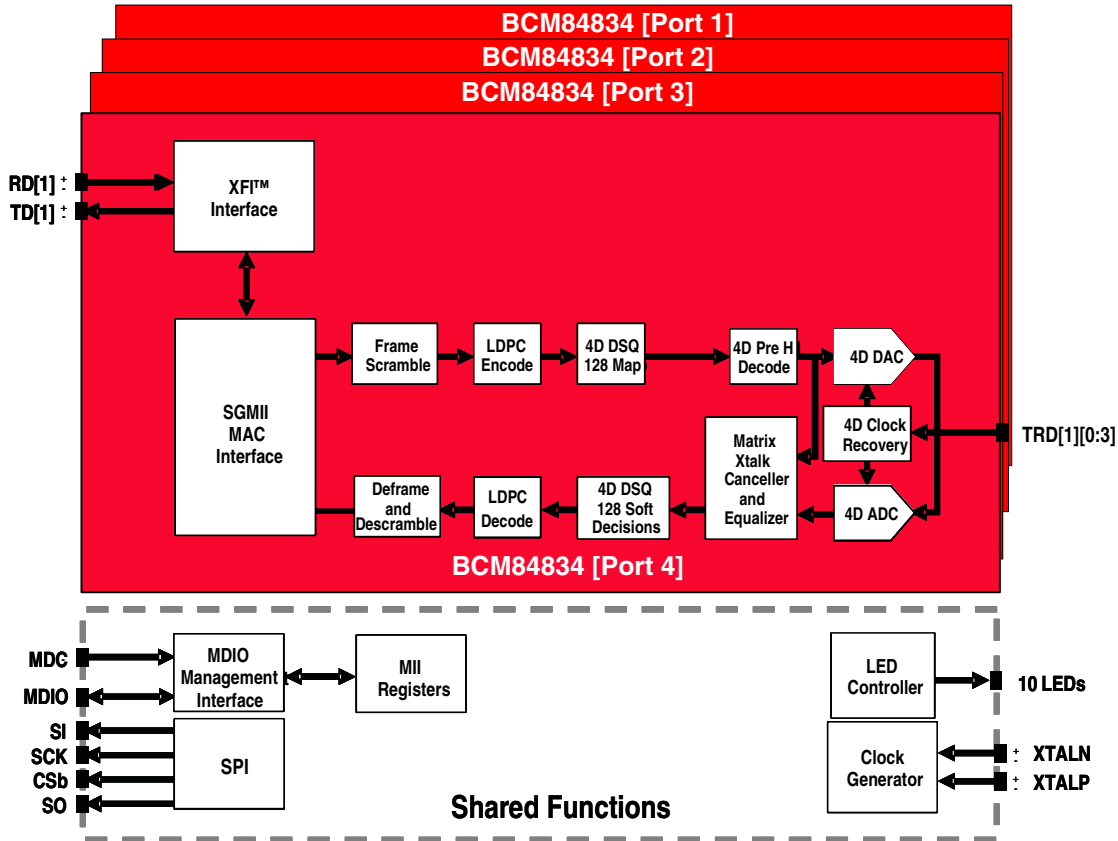 BCM84834 [Port 1]
BCM84834 [Port 2]
BCM84834 [Port 3]
RD[1] + -
TD[1] + -
XFI™
Interface
SGMII
MAC
Interface
Frame
Scramble
LDPC
Encode
4D DSQ
128 Map
4D Pre H
Decode
4D DAC
4D Clock
Recovery
TRD[1][0:3]
Deframe
and
Descramble
LDPC
Decode
4D DSQ
128 Soft
Decisions
Matrix
Xtalk
Canceller
and
Equalizer
4D ADC
BCM84834 [Port 4]
MDC
MDIO
MDIO
Management
Interface
MII
Registers
LED
Controller
10 LEDs
SI
SCK
CSb
SO
SPI
Clock
Generator
± XTALN
± XTALP
Shared Functions